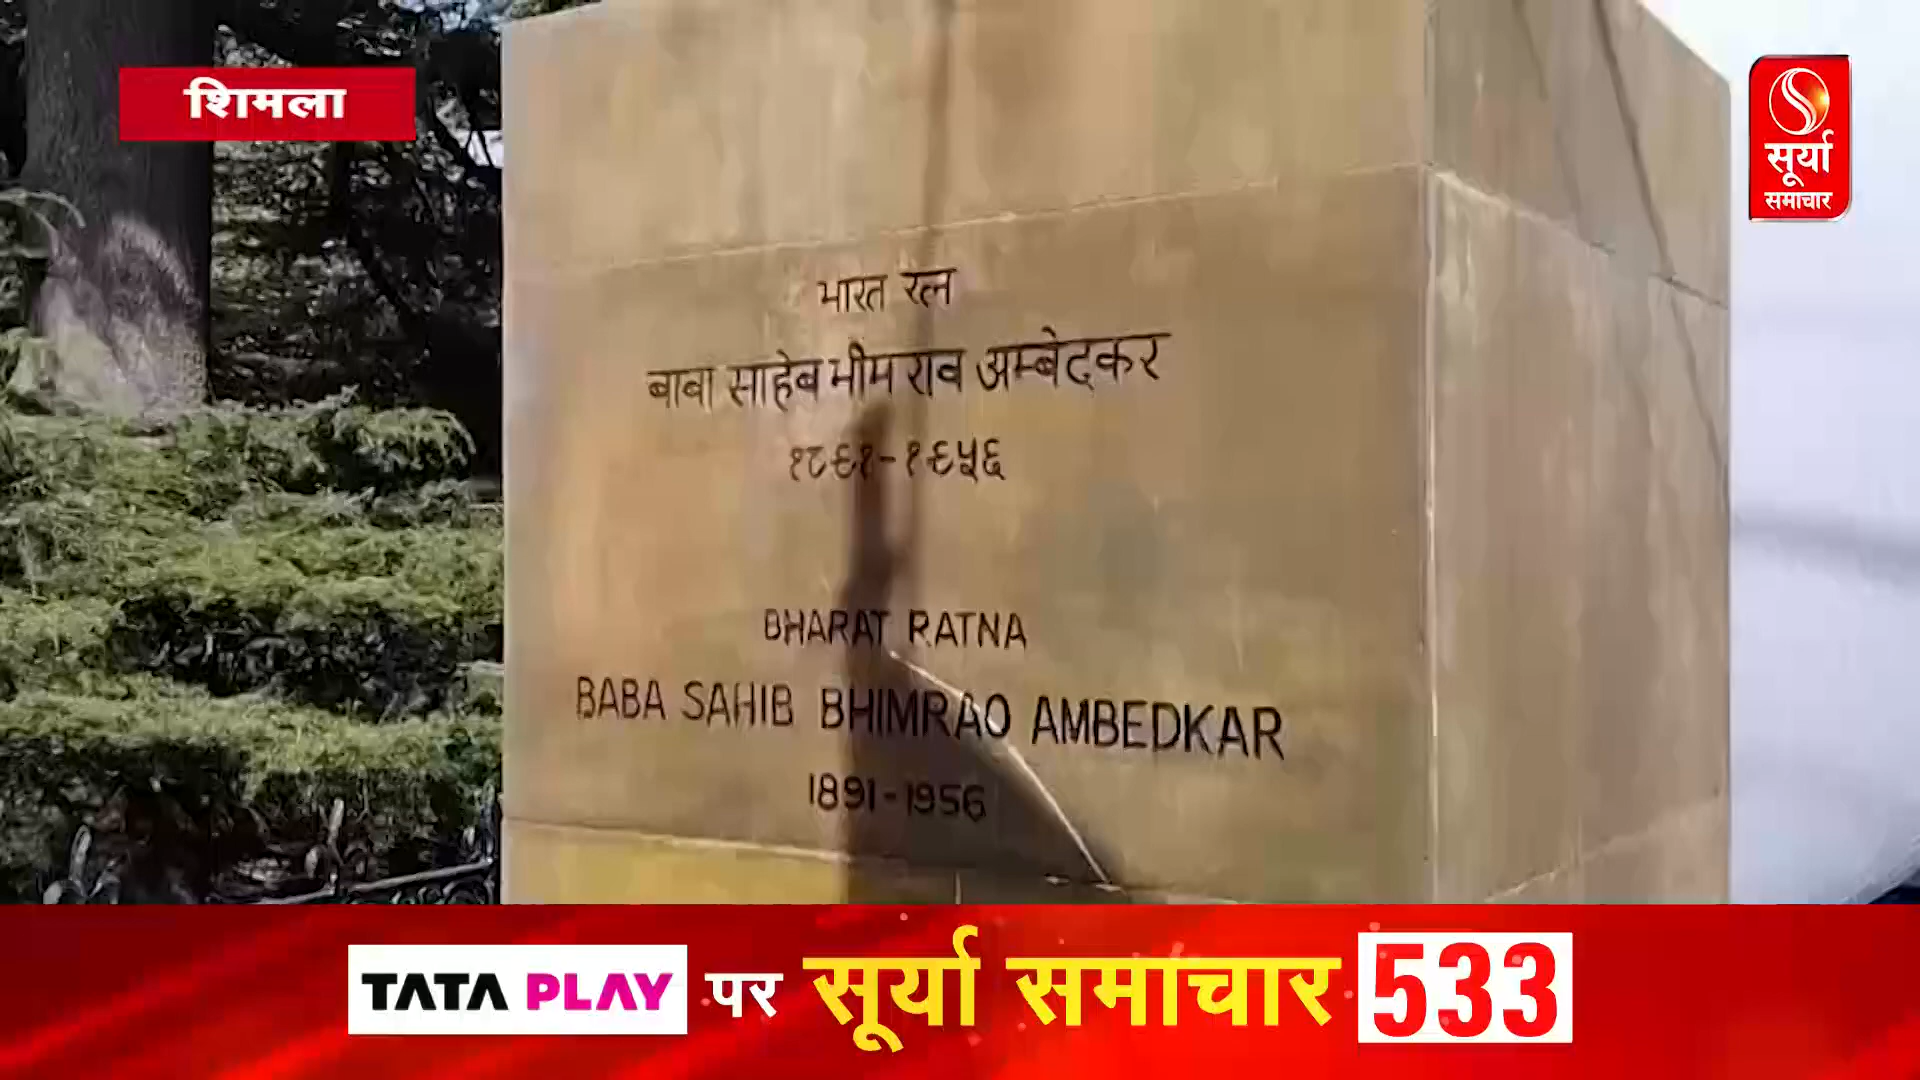 शिमला
सूर्या
समाचार
भारत रत्न
बाबा साहेब भीम राव अम्बेदकर
१८९१-१९५६
BHARAT RATNA
BABA SAHIB BHIMRAO AMBEDKAR
1891-1956
TATA PLAY पर सूर्या समाचार 533